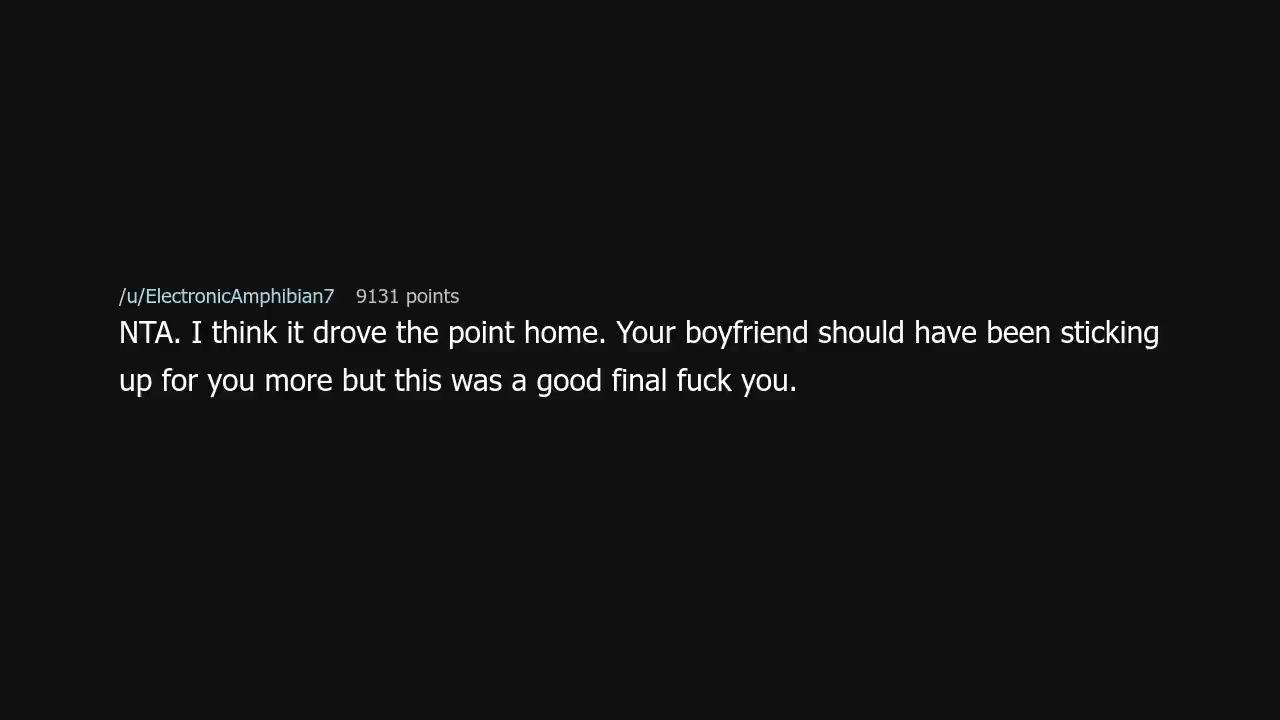 /u/ElectronicAmphibian7 9131 points
NTA. I think it drove the point home. Your boyfriend should have been sticking
up for you more but this was a good final fuck you.